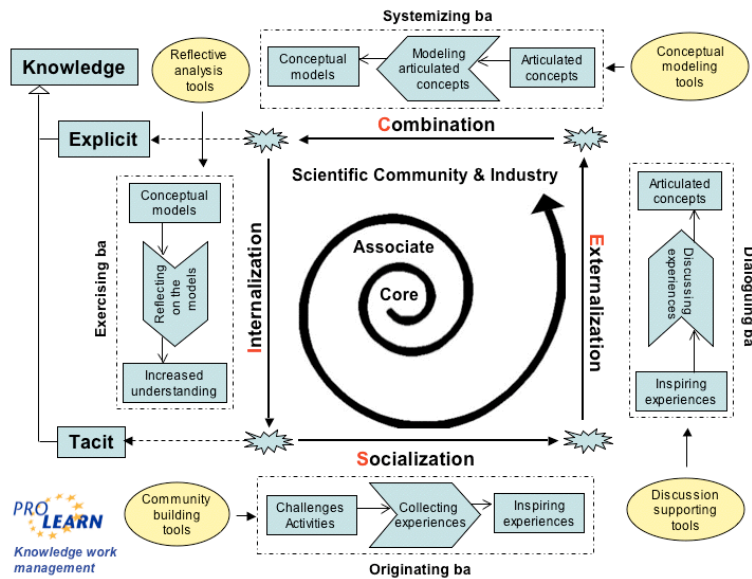 Systemizing ba
Knowledge
Reflective
analysis
tools
Conceptual
models
Modeling
articulated
concepts
Articulated
concepts
Conceptual
modeling
tools
Explicit
Combination
Scientific Community & Industry
Associate
Core
Internalization
Externalization
Exercising ba
Conceptual
models
Reflecting
on the
models
Increased
understanding
Articulated
concepts
Discussing
experiences
Inspiring
experiences
Dialoguing ba
Tacit
Socialization
Community
building
tools
Challenges
Activities
Collecting
experiences
Inspiring
experiences
Discussion
supporting
tools
Originating ba
PRO
LEARN
Knowledge work
management